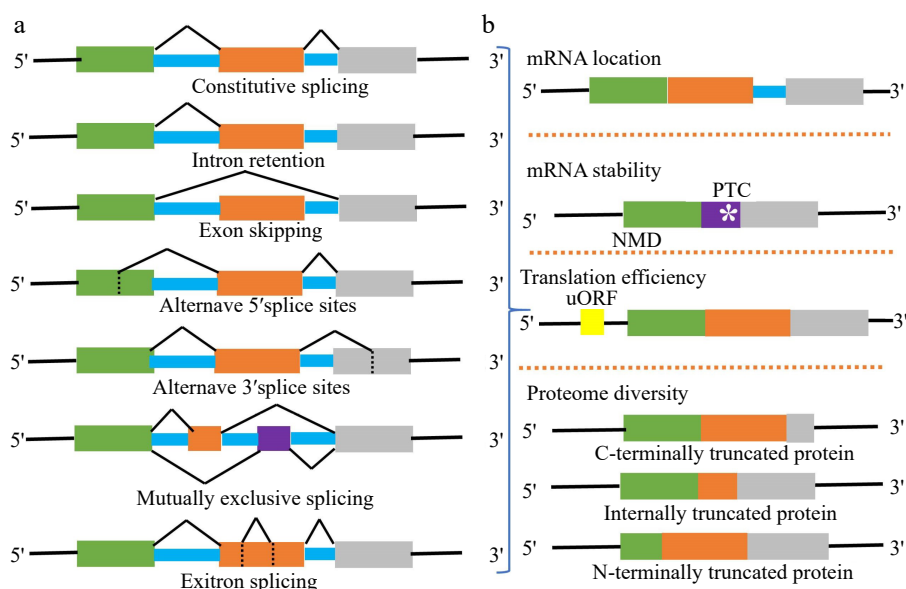 a
5' 3'
Constitutive splicing
5' 3'
Intron retention
5' 3'
Exon skipping
5' 3'
Alternave 5′splice sites
5' 3'
Alternave 3′splice sites
5' 3'
Mutually exclusive splicing
5' 3'
Exitron splicing
b
mRNA location
5' 3'
mRNA stability
PTC
*
5' 3'
NMD
Translation efficiency
uORF
5' 3'
Proteome diversity
5' 3'
C-terminally truncated protein
5' 3'
Internally truncated protein
5' 3'
N-terminally truncated protein